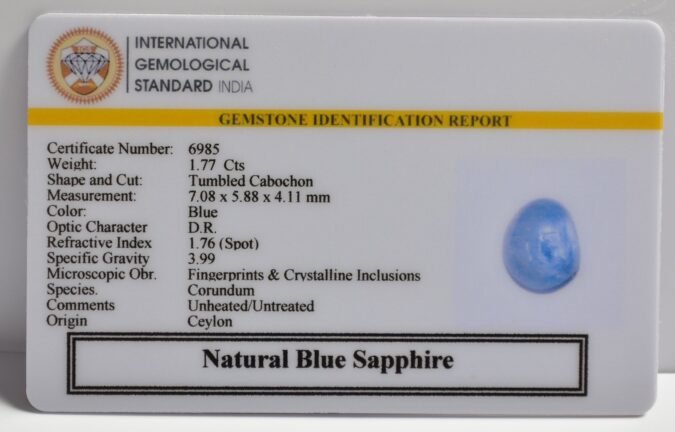 INTERNATIONAL
GEMOLOGICAL
STANDARD INDIA
GEMSTONE IDENTIFICATION REPORT
Certificate Number: 6985
Weight: 1.77 Cts
Shape and Cut: Tumbled Cabochon
Measurement: 7.08 x 5.88 x 4.11 mm
Color: Blue
Optic Character D.R.
Refractive Index 1.76 (Spot)
Specific Gravity 3.99
Microscopic Obr. Fingerprints & Crystalline Inclusions
Species. Corundum
Comments Unheated/Untreated
Origin Ceylon
Natural Blue Sapphire